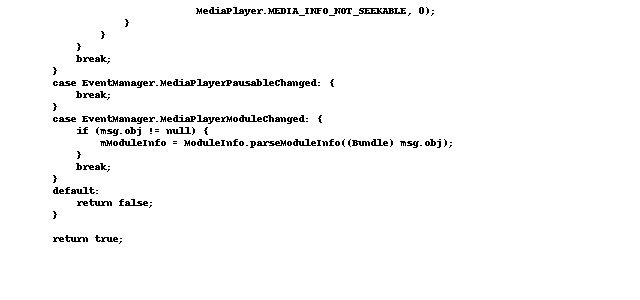 MediaPlayer.MEDIA_INFO_NOT_SEEKABLE, 0);
}
}
}
break;
}
case EventManager.MediaPlayerPausableChanged: {
break;
}
case EventManager.MediaPlayerModuleChanged: {
if (msg.obj != null) {
mModuleInfo = ModuleInfo.parseModuleInfo((Bundle) msg.obj);
}
break;
}
default:
return false;
}
return true;